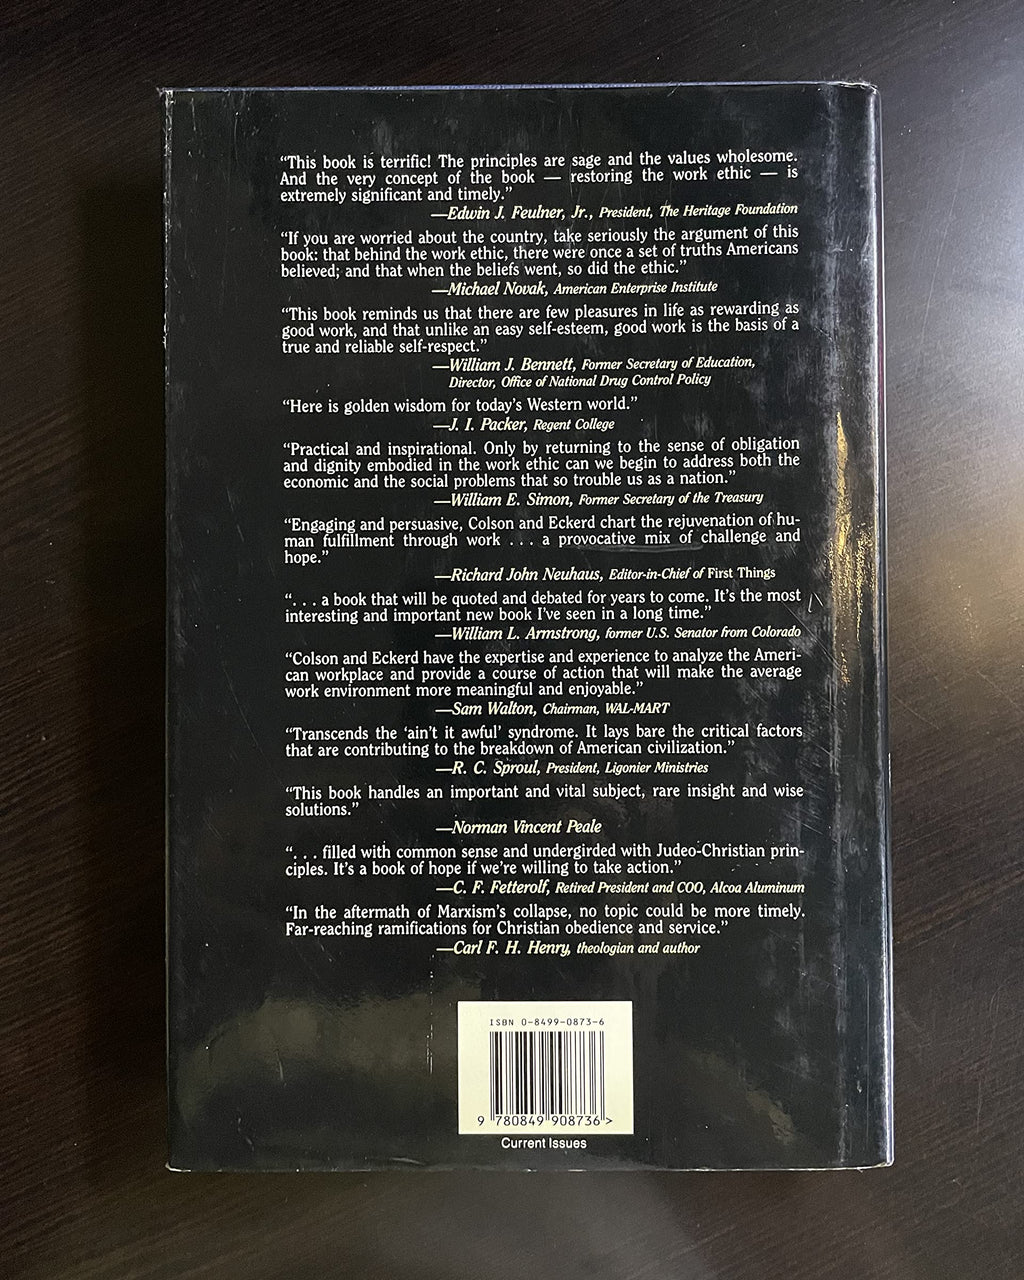 “This book is terrific! The principles are sage and the values wholesome.
And the very concept of the book — restoring the work ethic — is
extremely significant and timely.”
—Edwin J. Feulner, Jr., President, The Heritage Foundation
“If you are worried about the country, take seriously the argument of this
book: that behind the work ethic, there were once a set of truths Americans
believed; and that when the beliefs went, so did the ethic.”
—Michael Novak, American Enterprise Institute
“This book reminds us that there are few pleasures in life as rewarding as
good work, and that unlike an easy self-esteem, good work is the basis of a
true and reliable self-respect.”
—William J. Bennett, Former Secretary of Education,
Director, Office of National Drug Control Policy
“Here is golden wisdom for today’s Western world.”
—J. I. Packer, Regent College
“Practical and inspirational. Only by returning to the sense of obligation
and dignity embodied in the work ethic can we begin to address both the
economic and the social problems that so trouble us as a nation.”
—William E. Simon, Former Secretary of the Treasury
“Engaging and persuasive, Colson and Eckerd chart the rejuvenation of hu-
man fulfillment through work . . . a provocative mix of challenge and
hope.”
—Richard John Neuhaus, Editor-in-Chief of First Things
“. . . a book that will be quoted and debated for years to come. It’s the most
interesting and important new book I’ve seen in a long time.”
—William L. Armstrong, former U.S. Senator from Colorado
“Colson and Eckerd have the expertise and experience to analyze the Ameri-
can workplace and provide a course of action that will make the average
work environment more meaningful and enjoyable.”
—Sam Walton, Chairman, WAL-MART
“Transcends the ‘ain’t it awful’ syndrome. It lays bare the critical factors
that are contributing to the breakdown of American civilization.”
—R. C. Sproul, President, Ligonier Ministries
“This book handles an important and vital subject, rare insight and wise
solutions.”
—Norman Vincent Peale
“. . . filled with common sense and undergirded with Judeo-Christian prin-
ciples. It’s a book of hope if we’re willing to take action.”
—C. F. Fetterolf, Retired President and COO, Alcoa Aluminum
“In the aftermath of Marxism’s collapse, no topic could be more timely.
Far-reaching ramifications for Christian obedience and service.”
—Carl F. H. Henry, theologian and author
ISBN 0-8499-0873-6
9 780849 908736 >
Current Issues